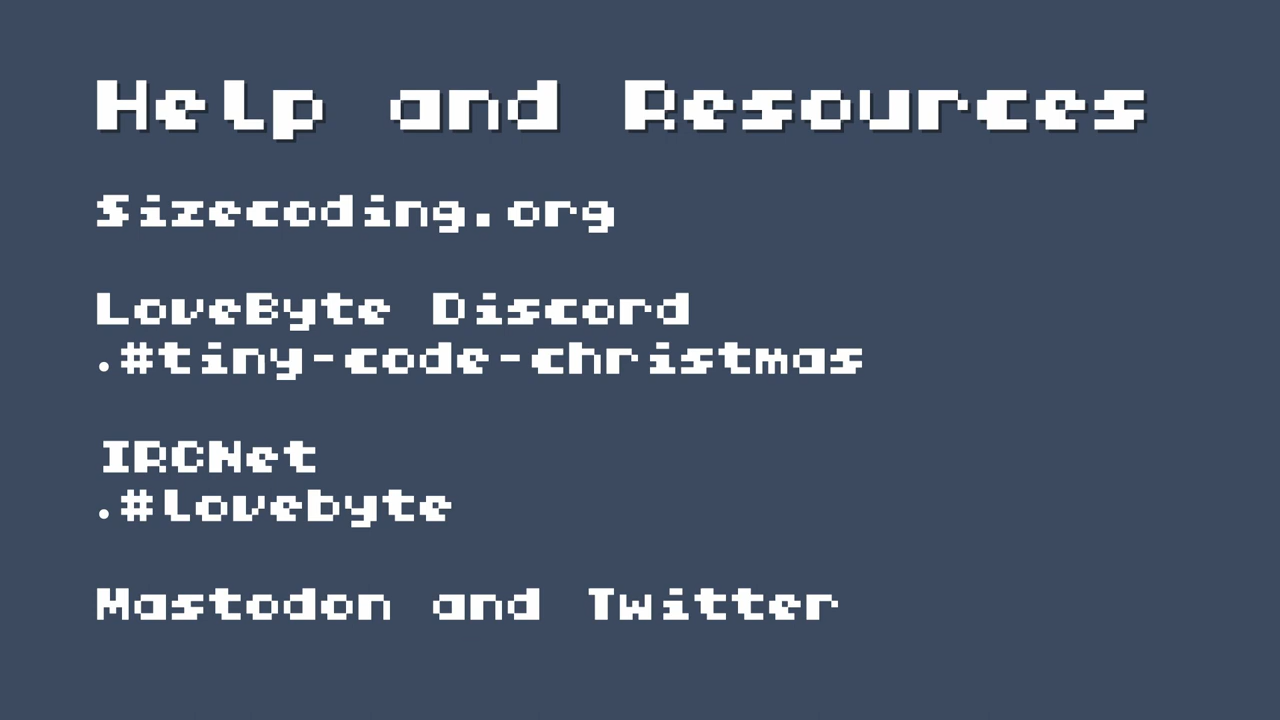 Help and Resources
Sizecoding.org
LoveByte Discord
.#tiny-code-christmas
IRCNet
.#lovebyte
Mastodon and Twitter